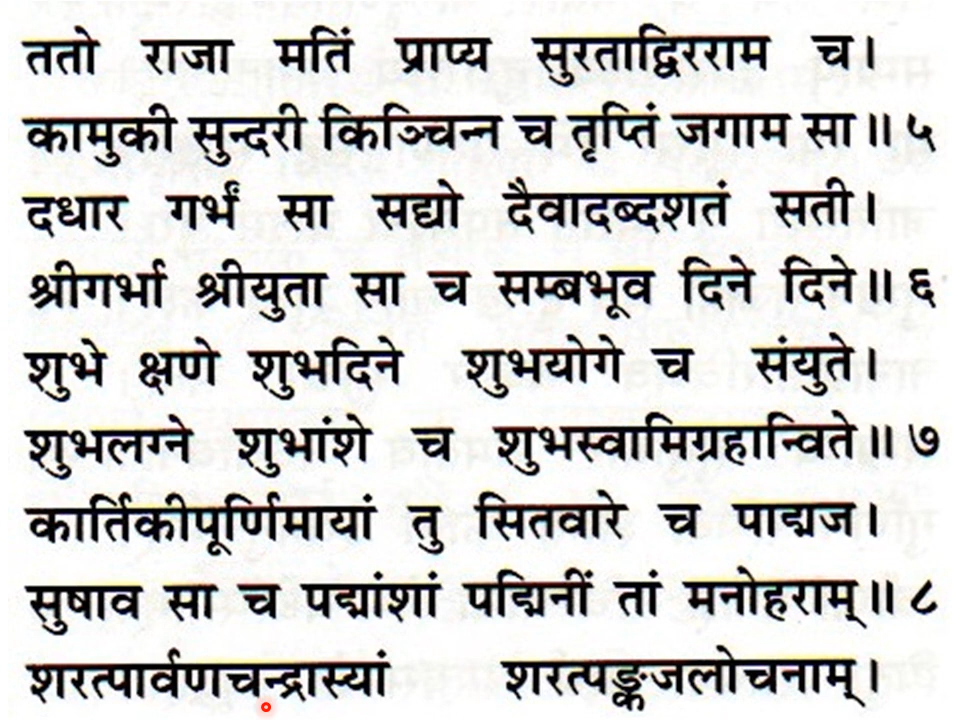 ततो राजा मतिं प्राप्य सुरताद्विरराम च।
कामुकी सुन्दरी किञ्चिन्न च तृप्तिं जगाम सा॥ ५
दधार गर्भं सा सद्यो दैवादब्दशतं सती।
श्रीगर्भा श्रीयुता सा च सम्बभूव दिने दिने॥ ६
शुभे क्षणे शुभदिने शुभयोगे च संयुते।
शुभलग्ने शुभांशे च शुभस्वामिग्रहान्विते॥ ७
कार्तिकीपूर्णिमायां तु सितवारे च पाद्मज।
सुषाव सा च पद्मांशां पद्मिनीं तां मनोहराम्॥ ८
शरत्पार्वणचन्द्रास्यां शरत्पङ्कजलोचनाम्।